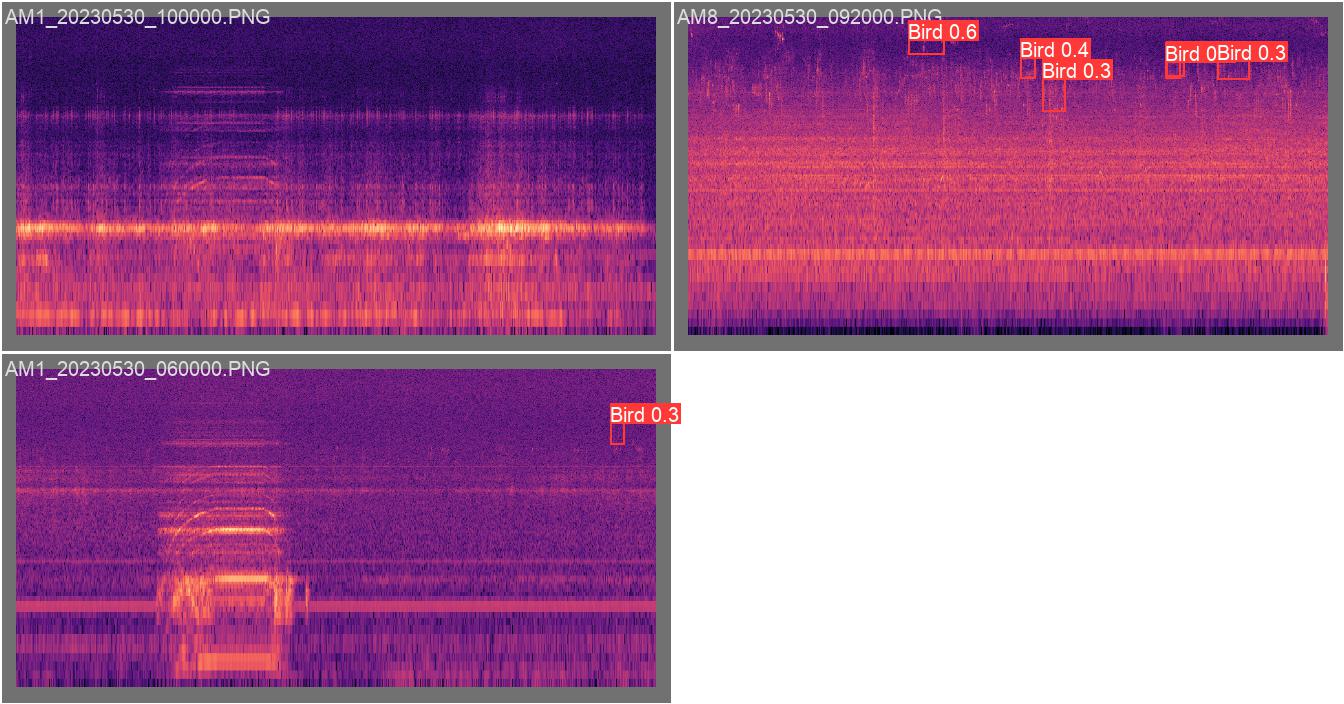 AM1_20230530_100000.PNG
AM8_20230530_092000.PNG
Bird 0.6
Bird 0.4
Bird 0.3
Bird 0
Bird 0.3
AM1_20230530_060000.PNG
Bird 0.3